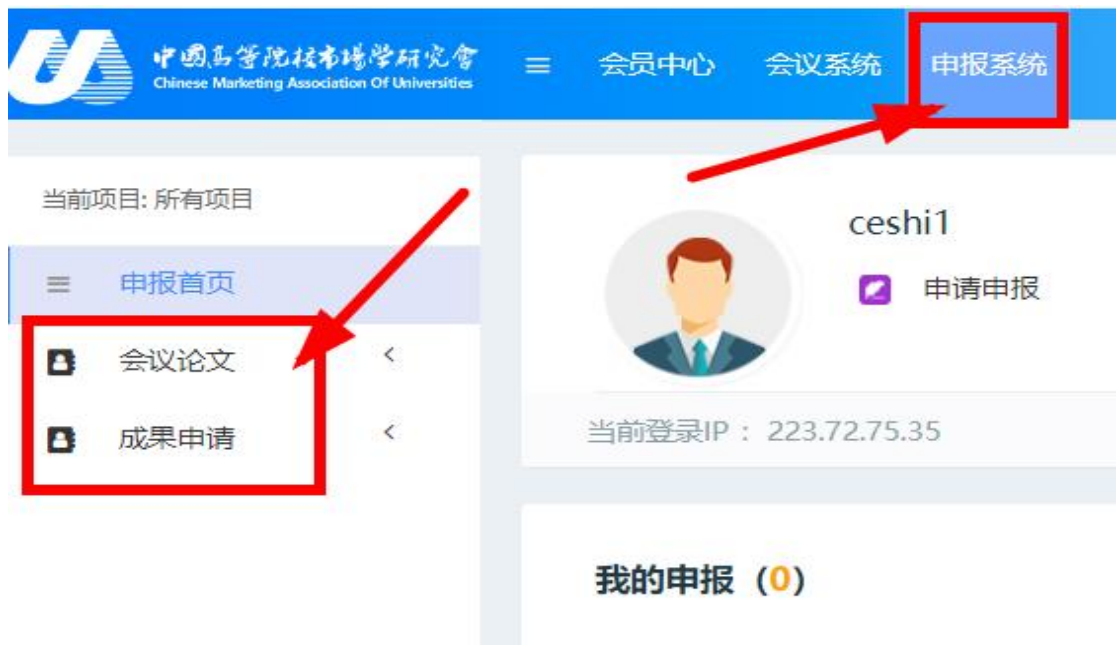 中國高等院校市場學研究會
Chinese Marketing Association Of Universities
会员中心
会议系统
申报系统
当前项目: 所有项目
申报首页
会议论文
成果申请
ceshi1
申请申报
当前登录IP : 223.72.75.35
我的申报 (0)